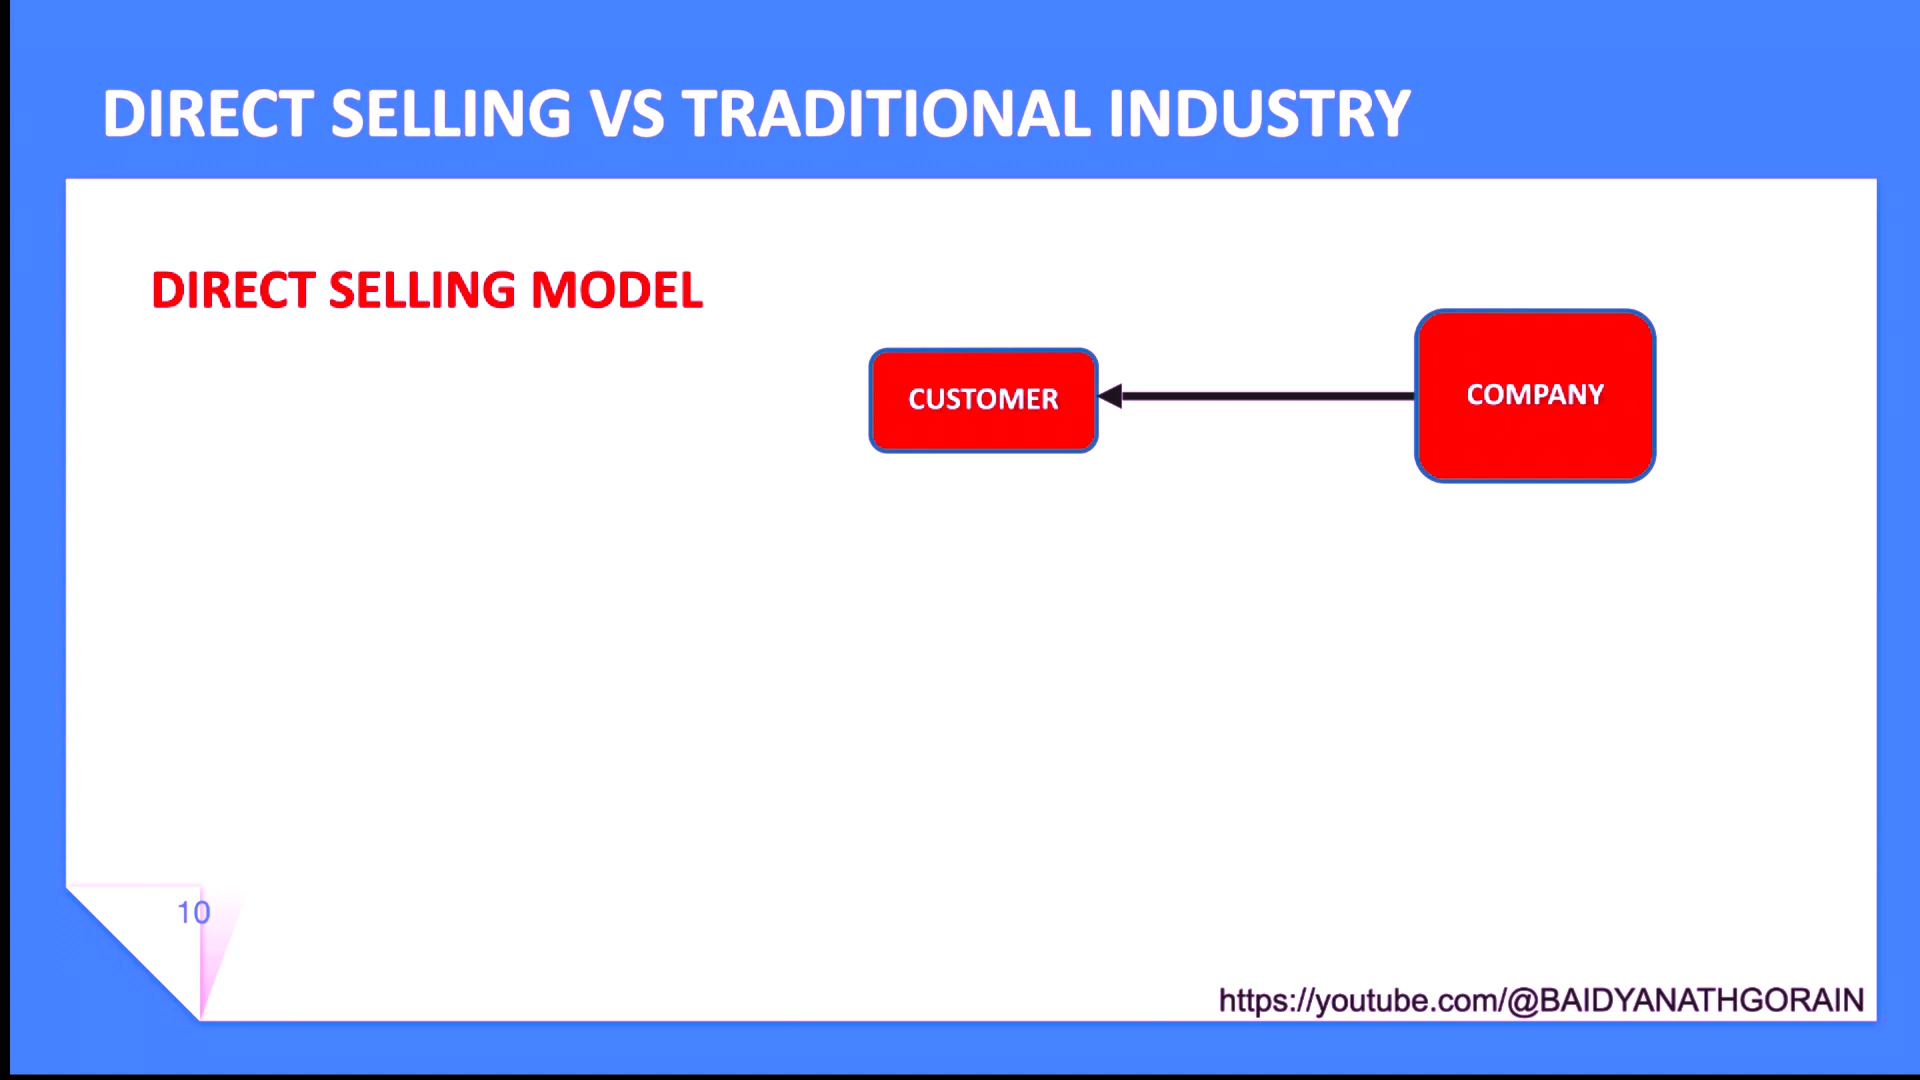 DIRECT SELLING VS TRADITIONAL INDUSTRY
DIRECT SELLING MODEL
CUSTOMER
COMPANY
10
https://youtube.com/@BAIDYANATHGORAIN